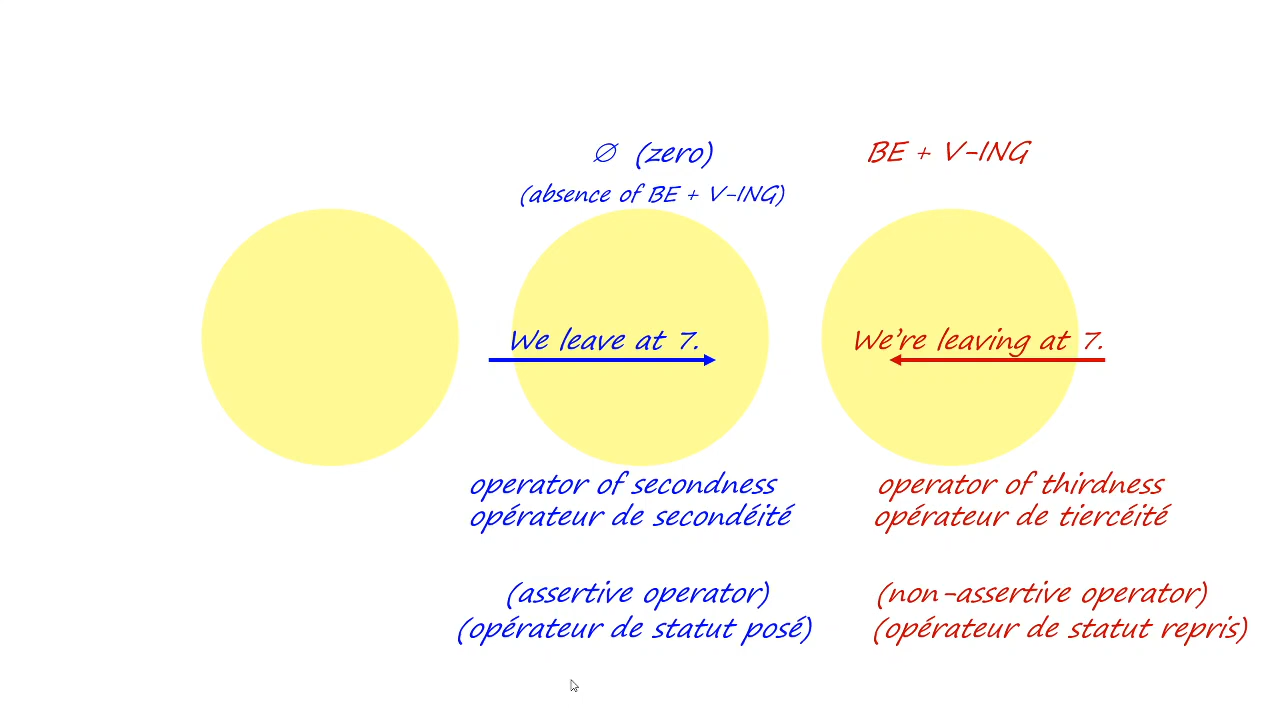 ∅ (zero)
(absence of BE + V-ING)
We leave at 7.
operator of secondness
opérateur de secondéité
(assertive operator)
(opérateur de statut posé)
BE + V-ING
We're leaving at 7.
operator of thirdness
opérateur de tiercéité
(non-assertive operator)
(opérateur de statut repris)